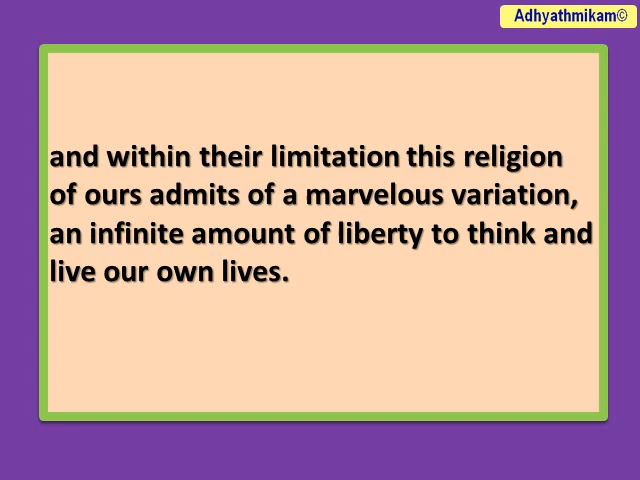 Adhyathmikam©
and within their limitation this religion
of ours admits of a marvelous variation,
an infinite amount of liberty to think and
live our own lives.